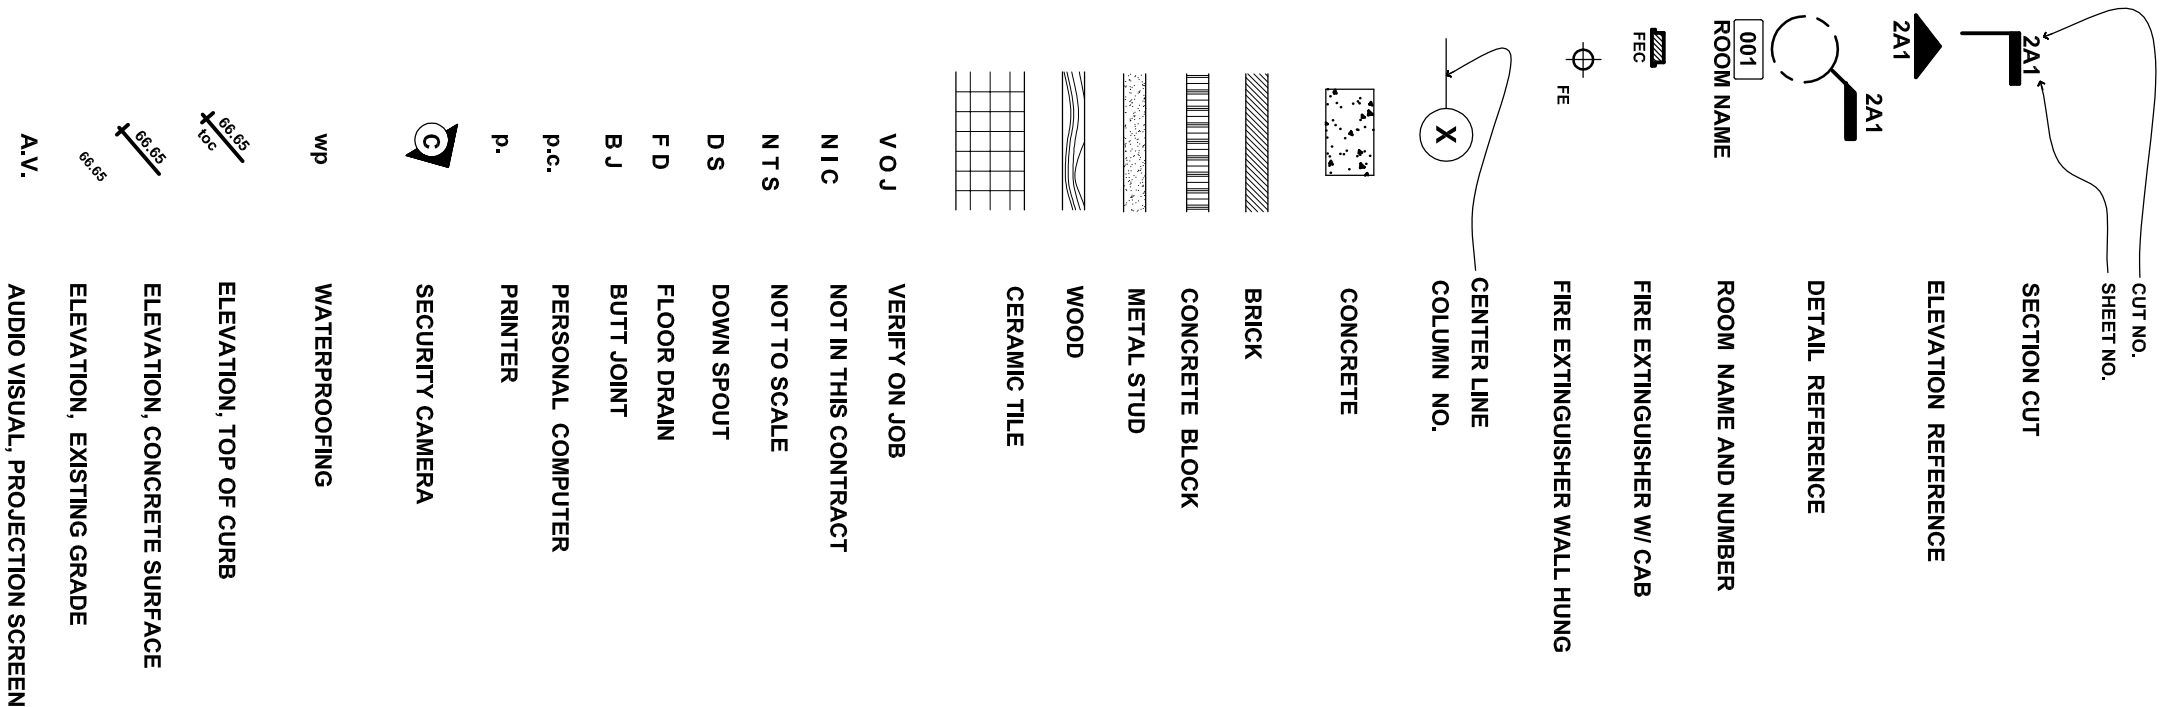 CUT NO.
SHEET NO.
2A1 SECTION CUT
2A1 ELEVATION REFERENCE
2A1 DETAIL REFERENCE
001
ROOM NAME ROOM NAME AND NUMBER
FEC FIRE EXTINGUISHER W/ CAB
FE FIRE EXTINGUISHER WALL HUNG
CENTER LINE
X COLUMN NO.
CONCRETE
BRICK
CONCRETE BLOCK
METAL STUD
WOOD
CERAMIC TILE
V O J VERIFY ON JOB
N I C NOT IN THIS CONTRACT
N T S NOT TO SCALE
D S DOWN SPOUT
F D FLOOR DRAIN
B J BUTT JOINT
p.c. PERSONAL COMPUTER
p. PRINTER
C SECURITY CAMERA
wp WATERPROOFING
66.65
toc ELEVATION, TOP OF CURB
66.65 ELEVATION, CONCRETE SURFACE
66.65 ELEVATION, EXISTING GRADE
A.V. AUDIO VISUAL, PROJECTION SCREEN